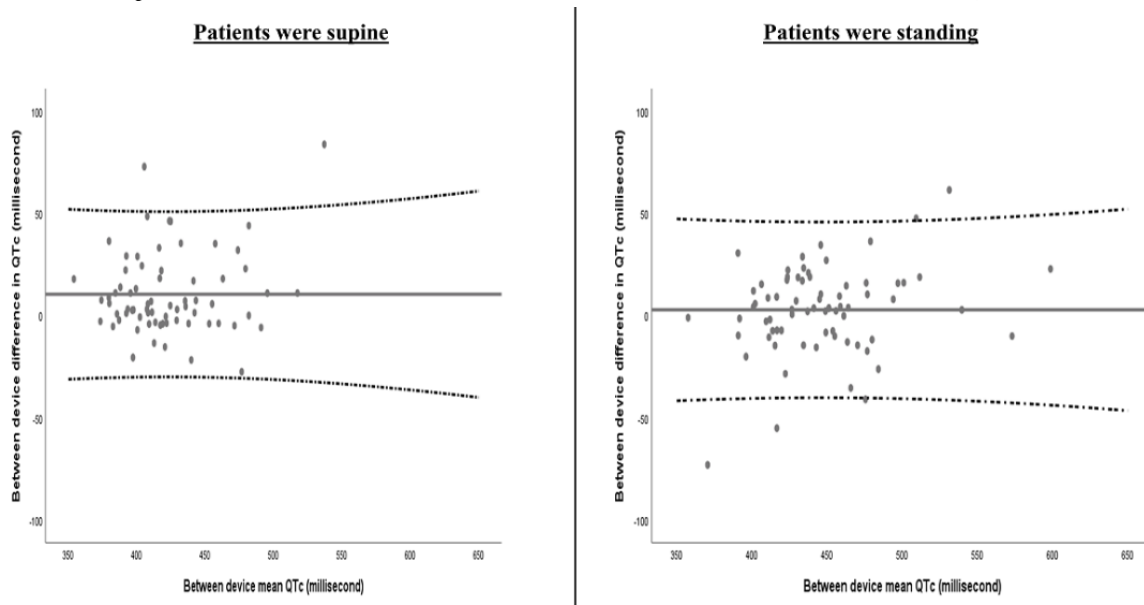 Patients were supine
Between device difference in QTc (millisecond)
100
50
0
-50
-100
350 400 450 500 550 600 650
Between device mean QTc (millisecond)
Patients were standing
Between device difference in QTc (millisecond)
100
50
0
-50
-100
350 400 450 500 550 600 650
Between device mean QTc (millisecond)